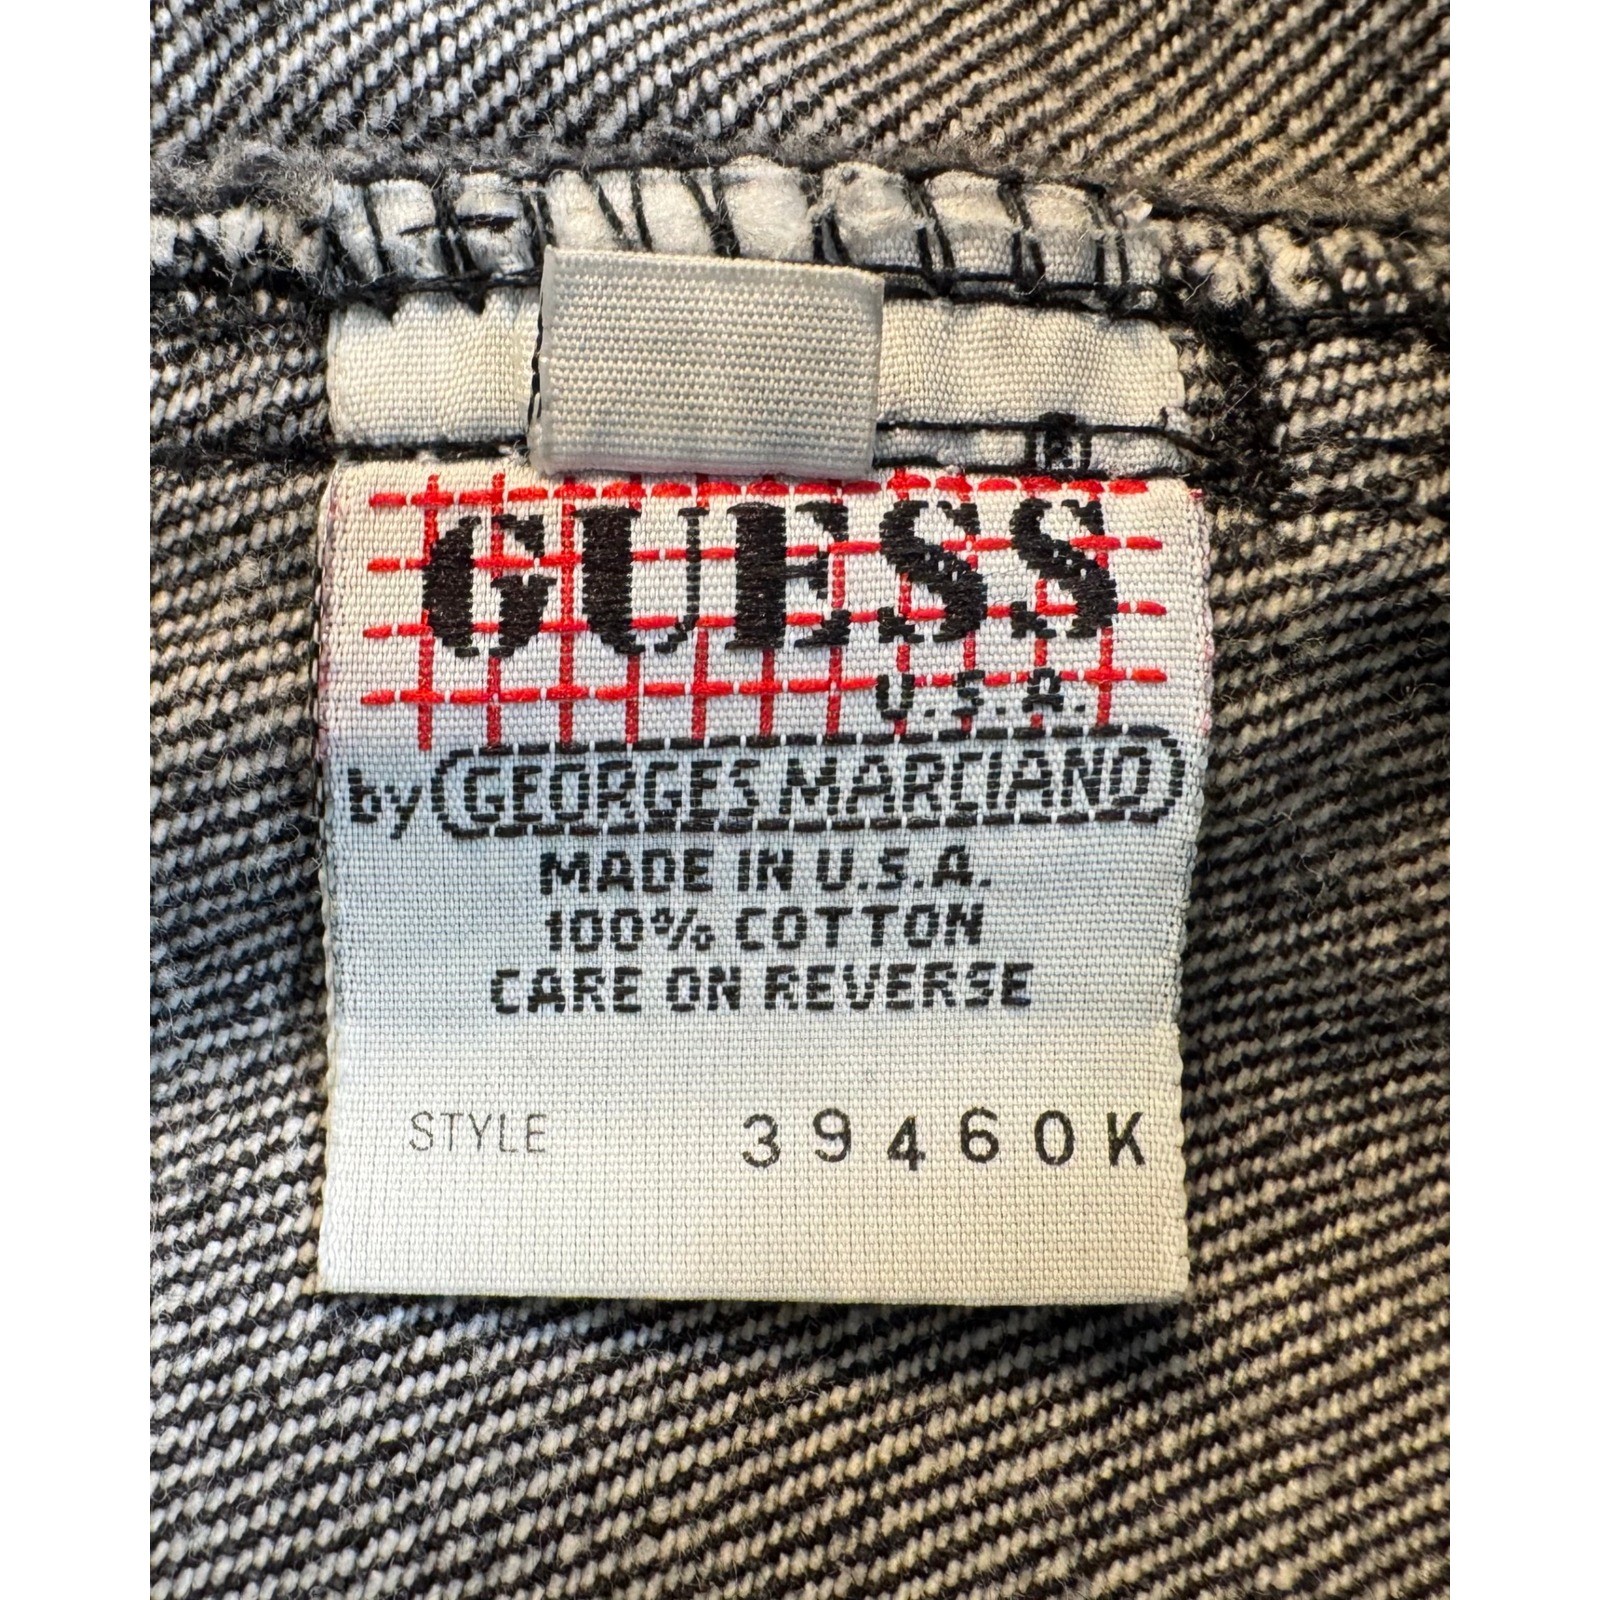 ®
GUESS
U.S.A.
by GEORGES MARCIANO
MADE IN U.S.A.
100% COTTON
CARE ON REVERSE
STYLE 39460K